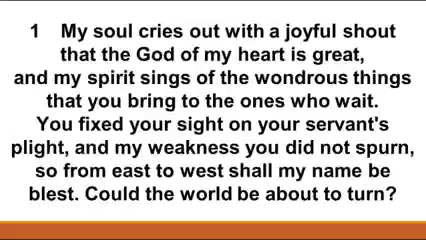 1 My soul cries out with a joyful shout
that the God of my heart is great,
and my spirit sings of the wondrous things
that you bring to the ones who wait.
You fixed your sight on your servant's
plight, and my weakness you did not spurn,
so from east to west shall my name be
blest. Could the world be about to turn?